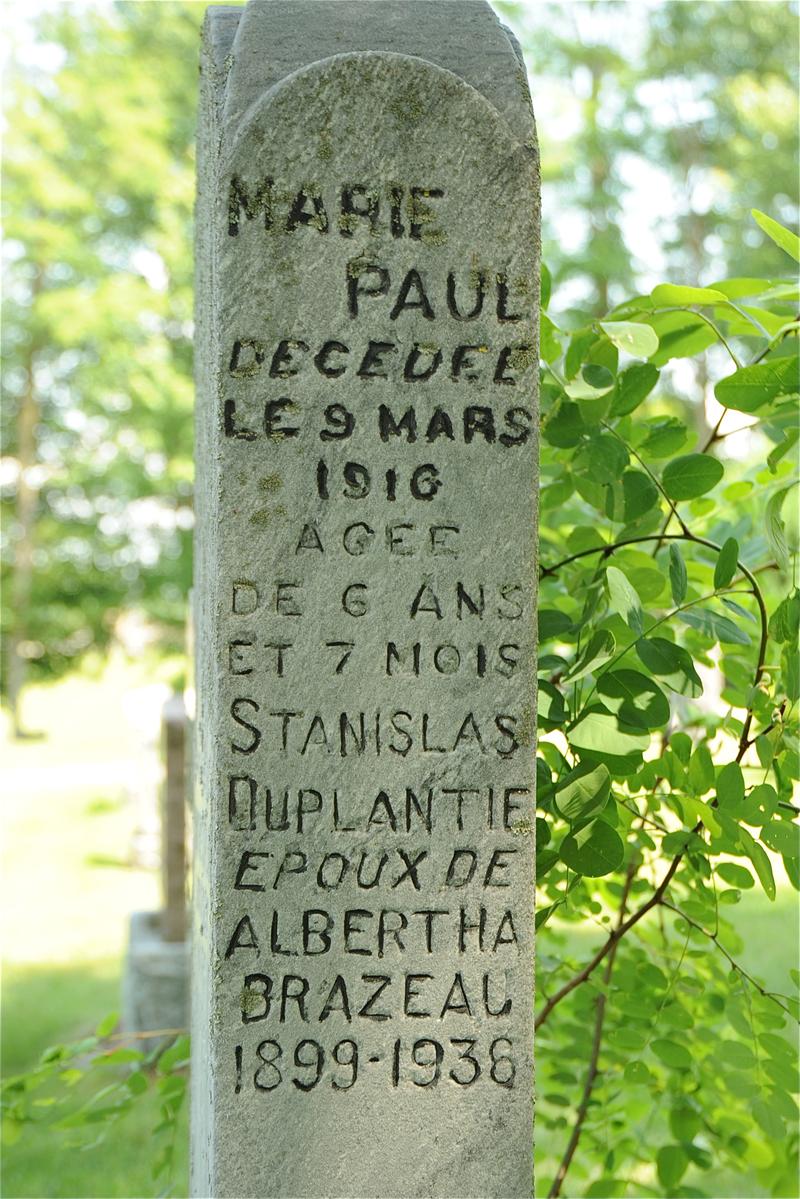 MARIE
PAUL
DECEDEE
LE 9 MARS
1916
AGEE
DE 6 ANS
ET 7 MOIS
STANISLAS
DUPLANTIE
EPOUX DE
ALBERTHA
BRAZEAU
1899-1936